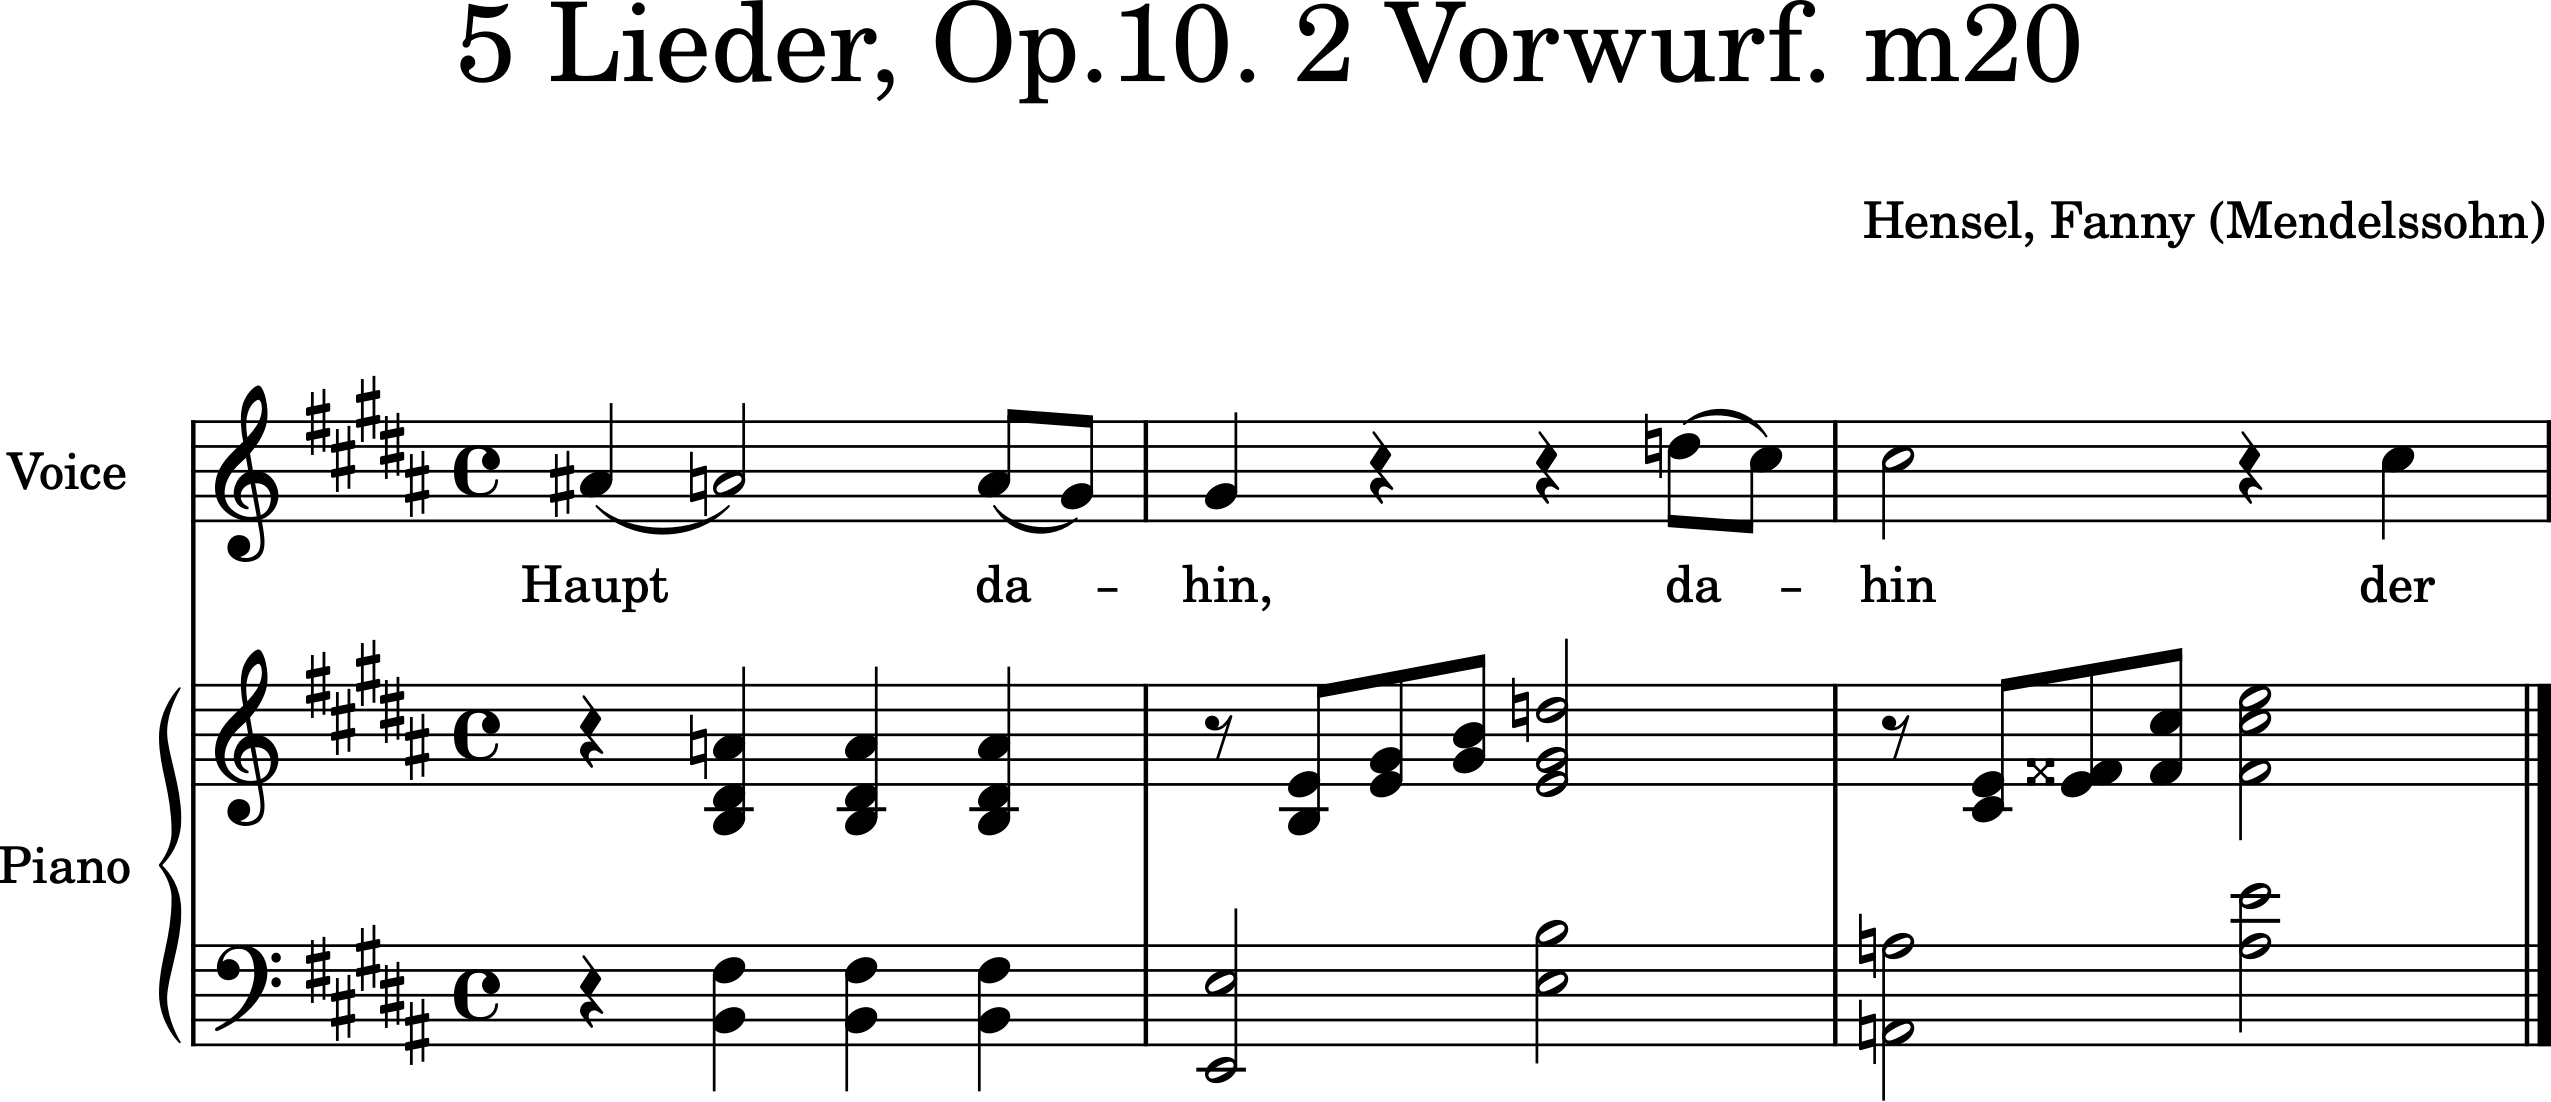 5 Lieder, Op.10. 2 Vorwurf. m20
Hensel, Fanny (Mendelssohn)
Voice
Haupt da – hin, da – hin der
Piano